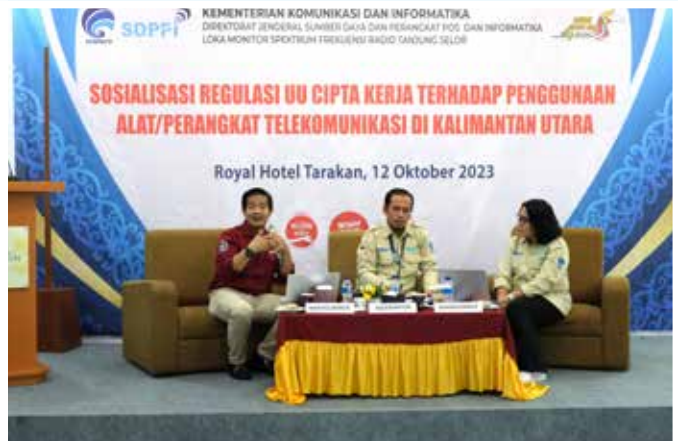 SDPPI
KEMENTERIAN KOMUNIKASI DAN INFORMATIKA
DIREKTORAT JENDERAL SUMBER DAYA DAN PERANGKAT POS DAN INFORMATIKA
LOKA MONITOR SPEKTRUM FREKUENSI RADIO TANJUNG SELOR
SOSIALISASI REGULASI UU CIPTA KERJA TERHADAP PENGGUNAAN
ALAT/PERANGKAT TELEKOMUNIKASI DI KALIMANTAN UTARA
Royal Hotel Tarakan, 12 Oktober 2023